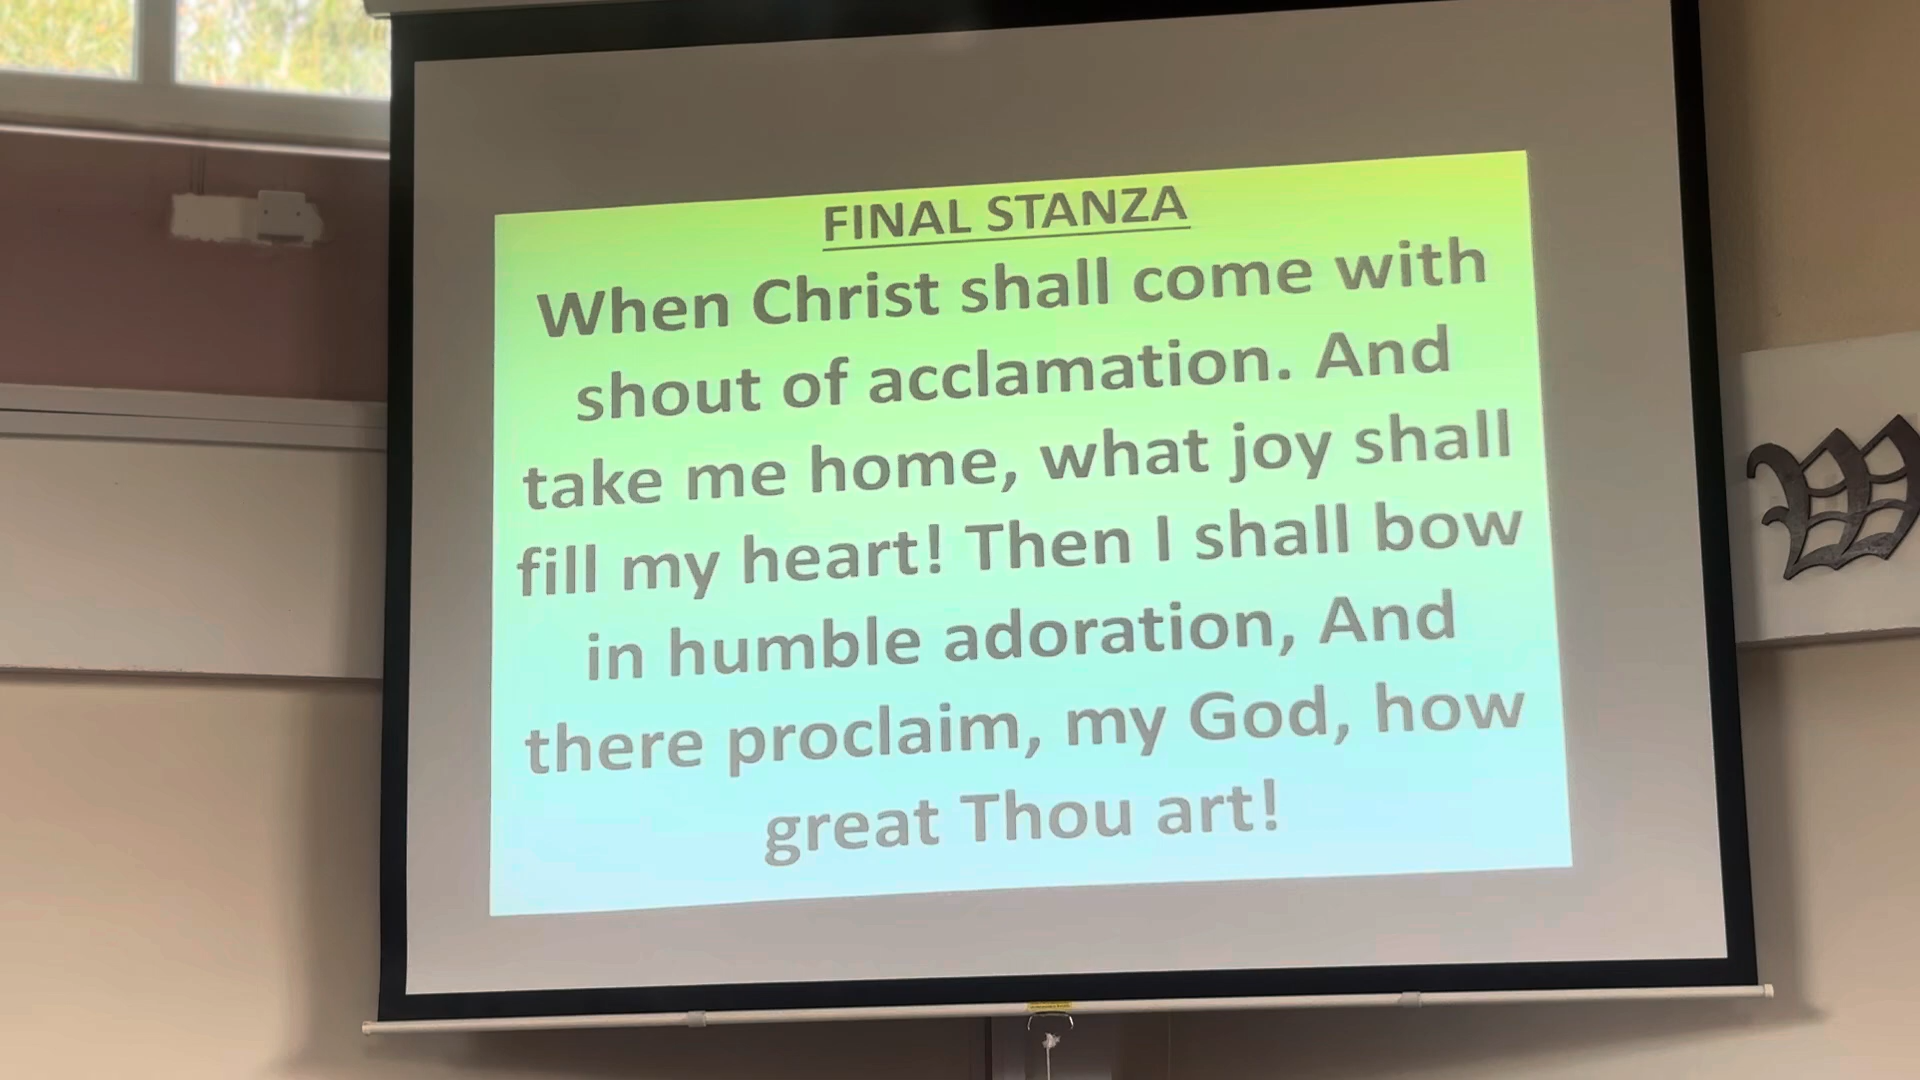 FINAL STANZA
When Christ shall come with
shout of acclamation. And
take me home, what joy shall
fill my heart! Then I shall bow
in humble adoration, And
there proclaim, my God, how
great Thou art!
W